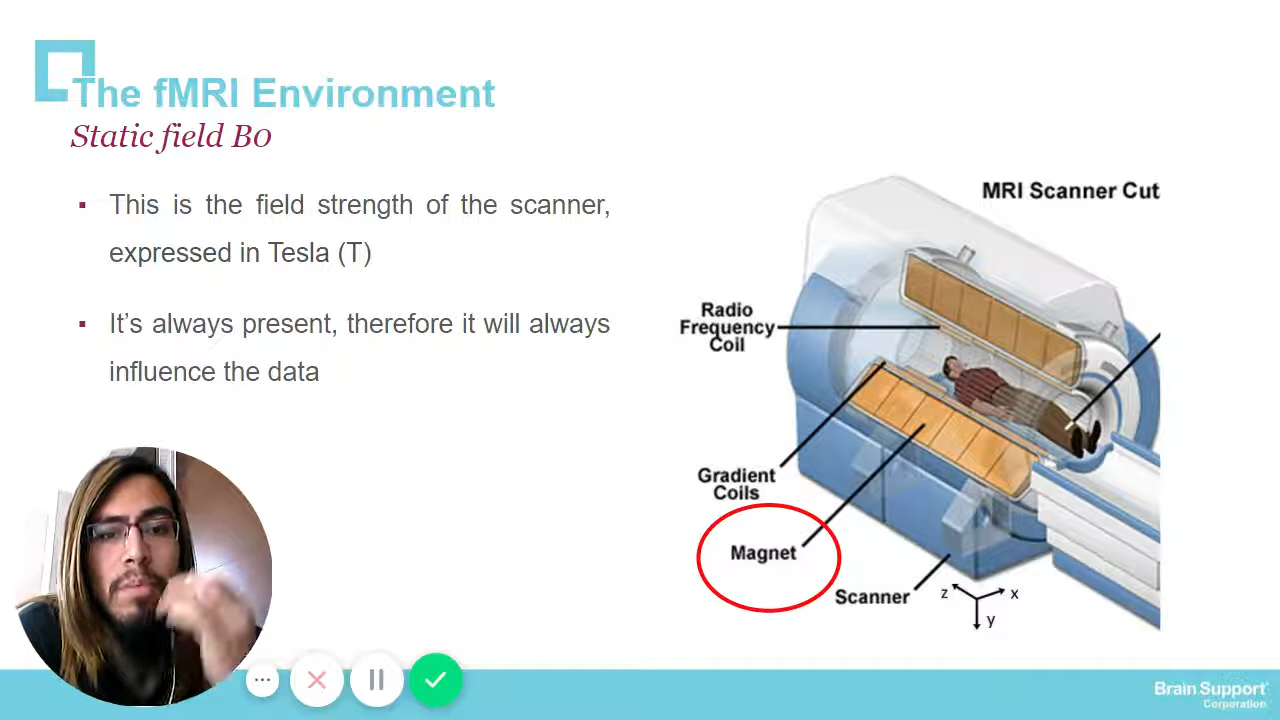 The fMRI Environment
Static field B0
▪ This is the field strength of the scanner,
expressed in Tesla (T)
▪ It’s always present, therefore it will always
influence the data
MRI Scanner Cut
Radio
Frequency
Coil
Gradient
Coils
Magnet
Scanner
z
x
y
Brain Support
Corporation